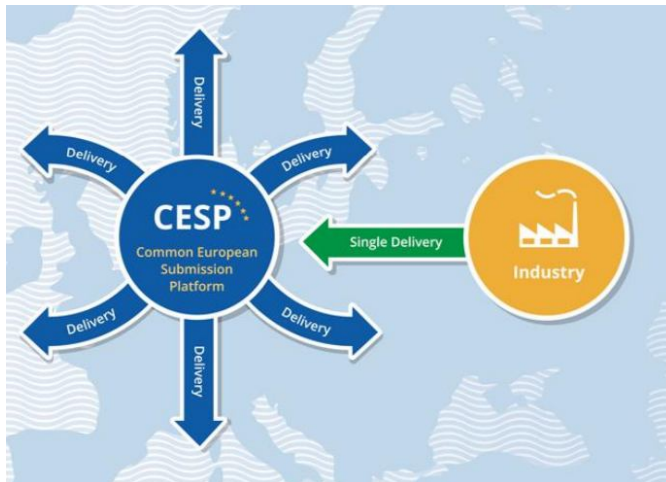 Delivery
Delivery
Delivery
CESP
Common European
Submission
Platform
Single Delivery
Industry
Delivery
Delivery
Delivery